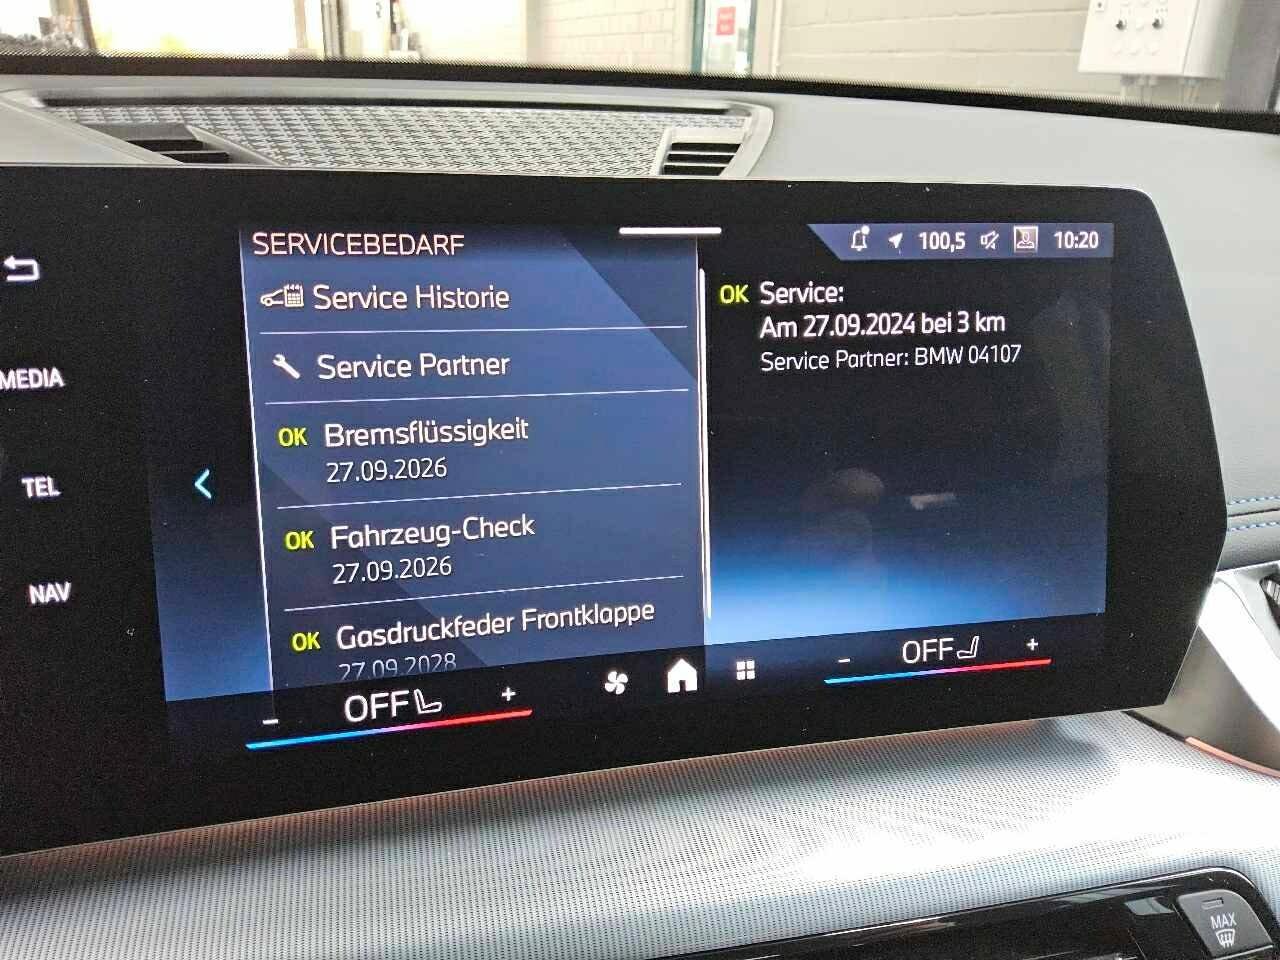 SERVICEBEDARF
Service Historie
Service Partner
OK Bremsflüssigkeit
27.09.2026
OK Fahrzeug-Check
27.09.2026
OK Gasdruckfeder Frontklappe
27.09.2028
100,5 10:20
OK Service:
Am 27.09.2024 bei 3 km
Service Partner: BMW 04107
MEDIA
TEL
NAV
- OFF +
- OFF +
MAX